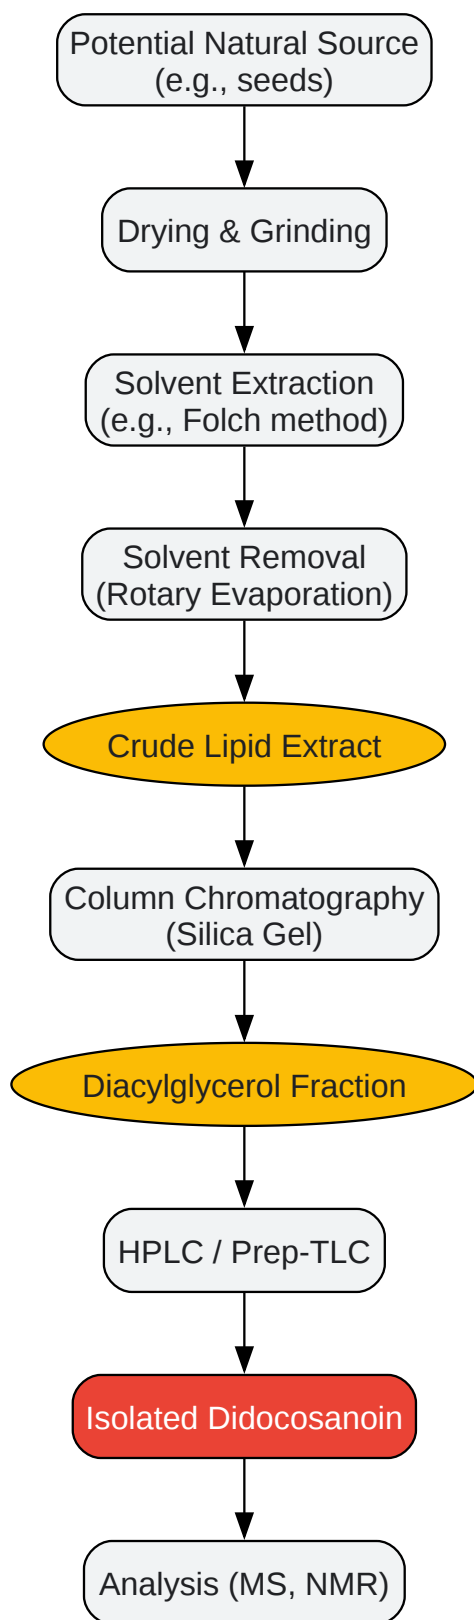 Potential Natural Source
(e.g., seeds)
Drying & Grinding
Solvent Extraction
(e.g., Folch method)
Solvent Removal
(Rotary Evaporation)
Crude Lipid Extract
Column Chromatography
(Silica Gel)
Diacylglycerol Fraction
HPLC / Prep-TLC
Isolated Didocosanoin
Analysis (MS, NMR)